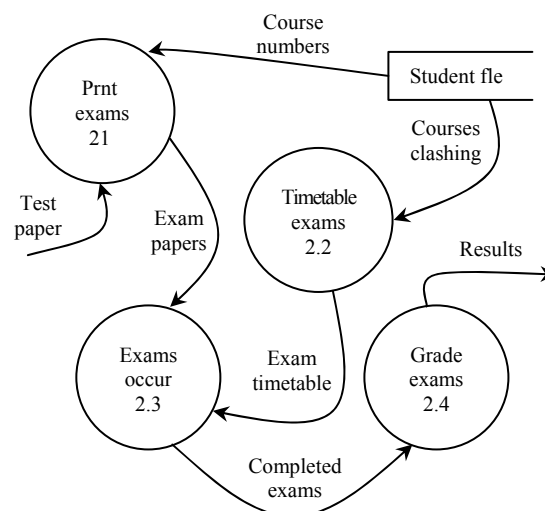 Course
numbers
Student fle
Prnt
exams
21
Courses
clashing
Test
paper
Exam
papers
Timetable
exams
2.2
Results
Exams
occur
2.3
Exam
timetable
Grade
exams
2.4
Completed
exams